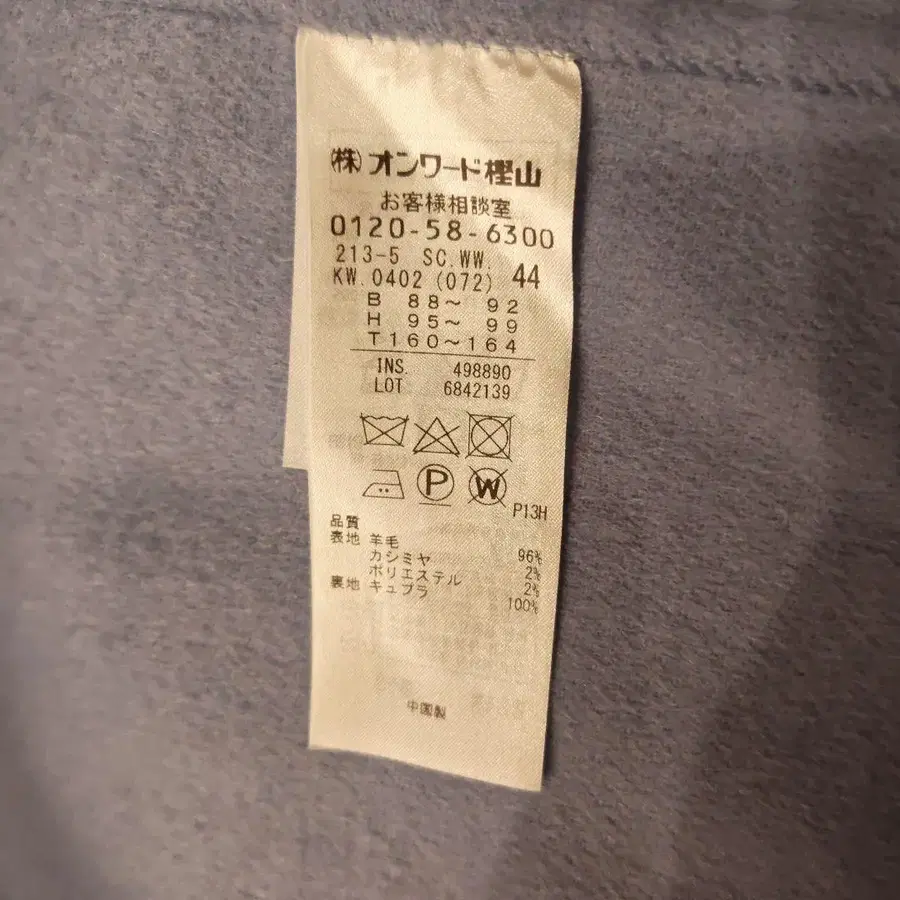 ㈱オンワード樫山
お客様相談室
0120-58-6300
213-5 SC.WW.
KW.0402(072) 44
B 88～ 92
H 95～ 99
T160～164
INS. 498890
LOT 6842139
P W
P13H
品質
表地 羊毛 96%
カシミヤ 2%
ポリエステル 2%
裏地 キュプラ 100%
中国製